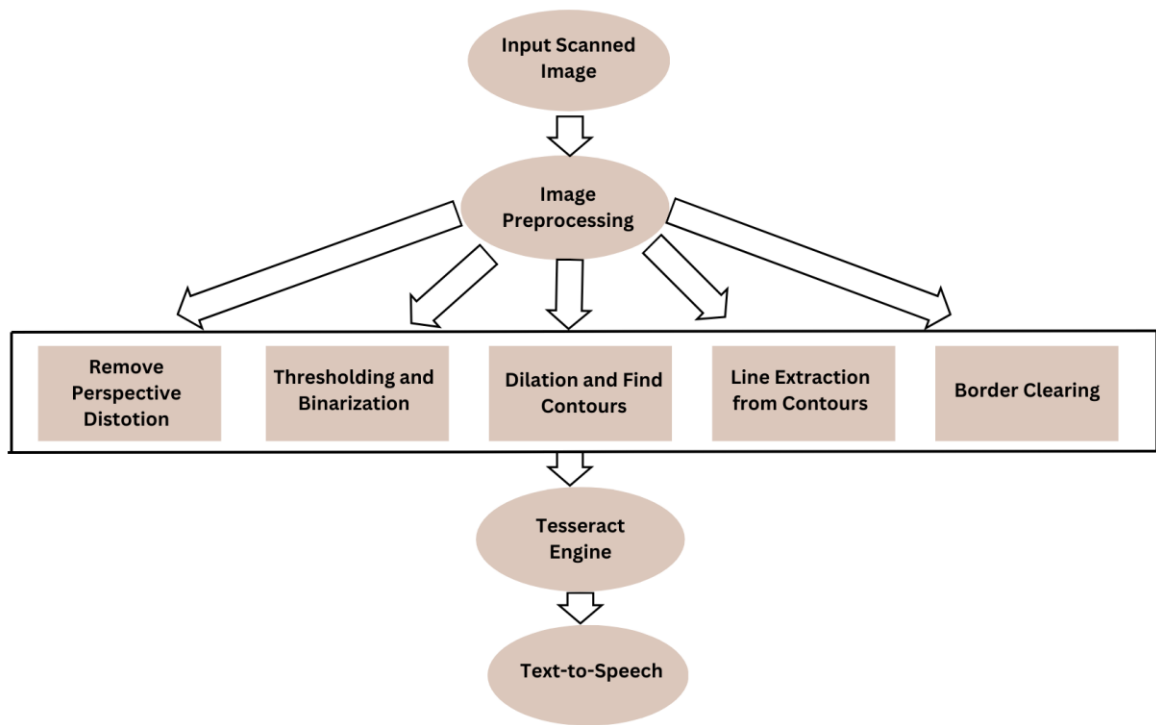 Input Scanned
Image
Image
Preprocessing
Remove
Perspective
Distotion
Thresholding and
Binarization
Dilation and Find
Contours
Line Extraction
from Contours
Border Clearing
Tesseract
Engine
Text-to-Speech